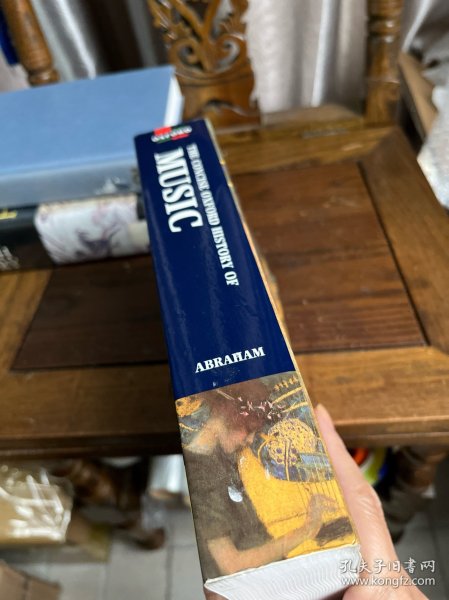 THE CONCISE OXFORD HISTORY OF
MUSIC
ABRAHAM
孔夫子旧书网
www.kongfz.com